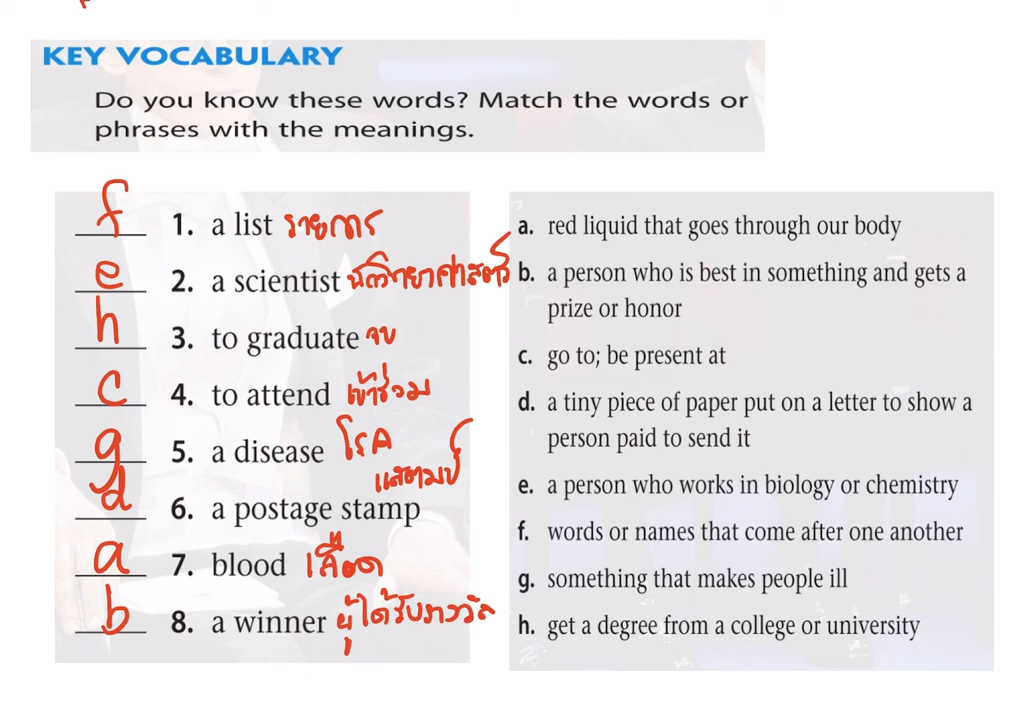 KEY VOCABULARY
Do you know these words? Match the words or
phrases with the meanings.
f 1. a list รายการ
e 2. a scientist นักวิทยาศาสตร์
h 3. to graduate จบ
c 4. to attend เข้าร่วม
g 5. a disease โรค
แสตมป์
d 6. a postage stamp
a 7. blood เลือด
b 8. a winner ผู้ได้รับรางวัล
a. red liquid that goes through our body
b. a person who is best in something and gets a
prize or honor
c. go to; be present at
d. a tiny piece of paper put on a letter to show a
person paid to send it
e. a person who works in biology or chemistry
f. words or names that come after one another
g. something that makes people ill
h. get a degree from a college or university